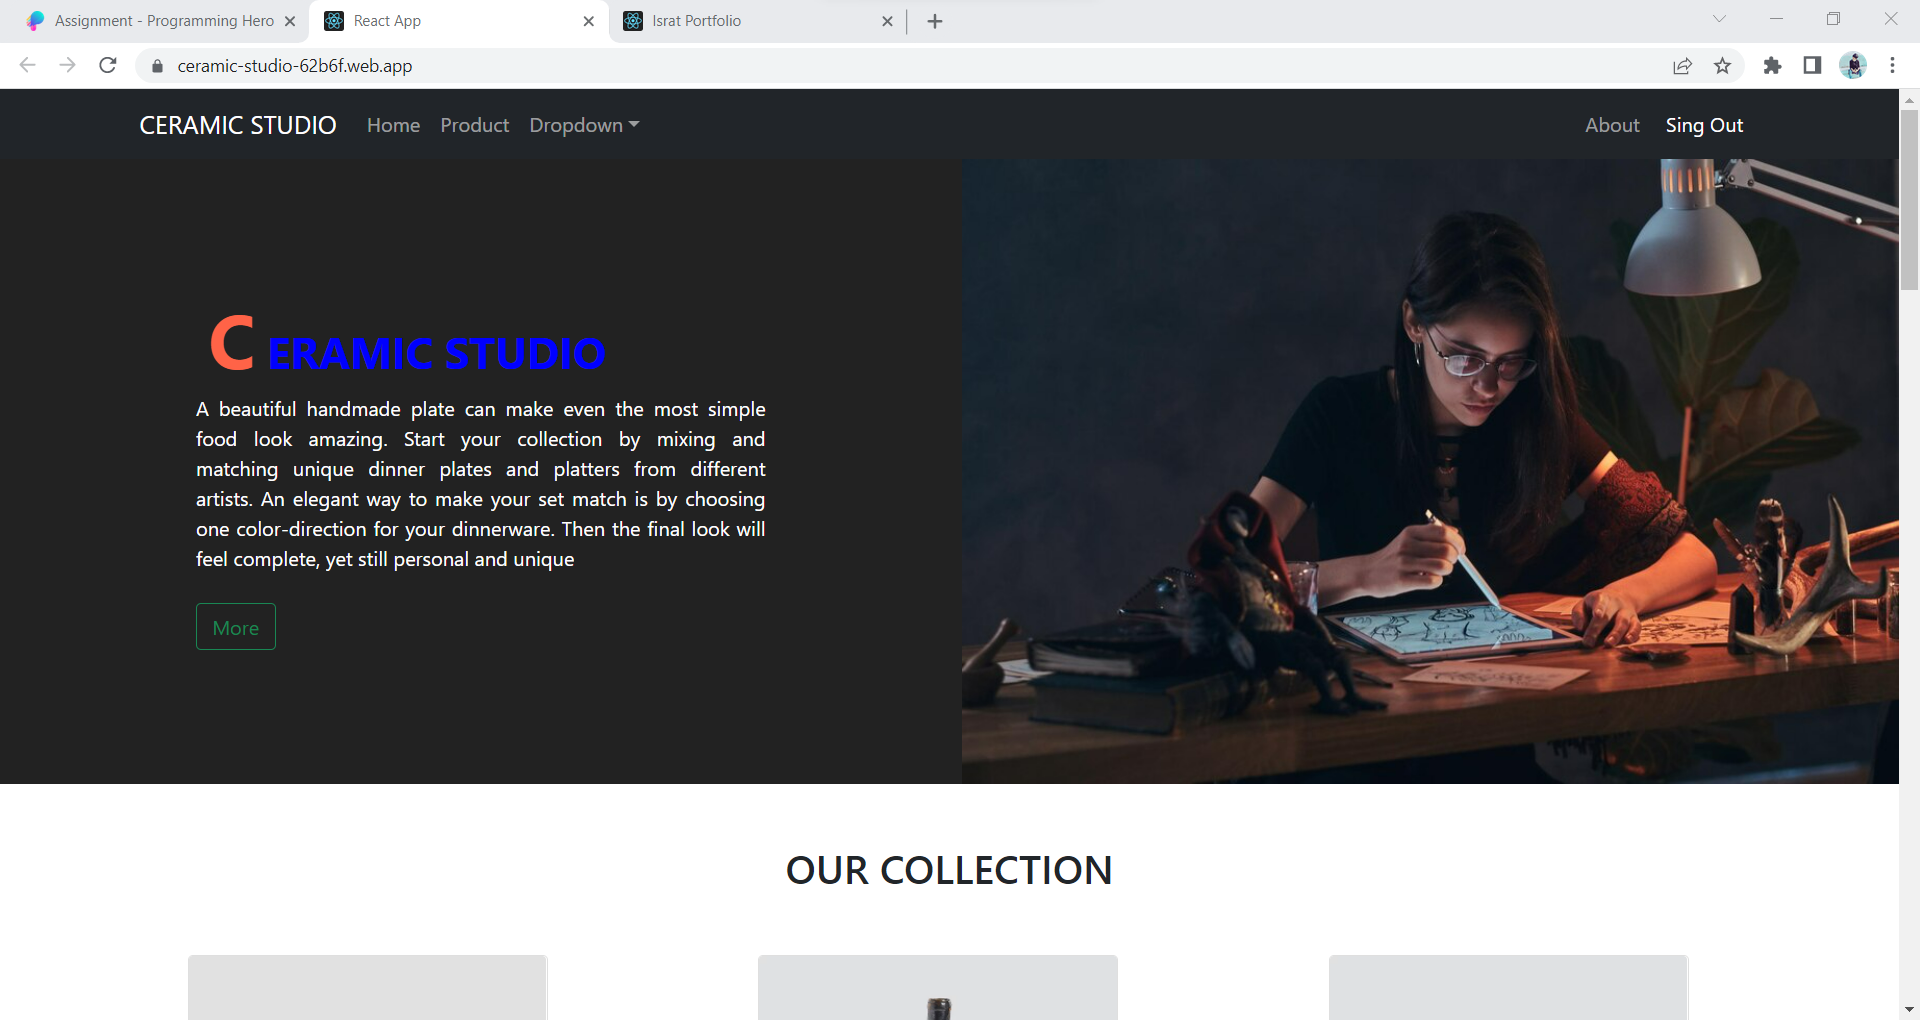 Assignment - Programming Hero
React App
Israt Portfolio
ceramic-studio-62b6f.web.app
CERAMIC STUDIO Home Product Dropdown About Sing Out
CERAMIC STUDIO
A beautiful handmade plate can make even the most simple
food look amazing. Start your collection by mixing and
matching unique dinner plates and platters from different
artists. An elegant way to make your set match is by choosing
one color-direction for your dinnerware. Then the final look will
feel complete, yet still personal and unique
More
OUR COLLECTION